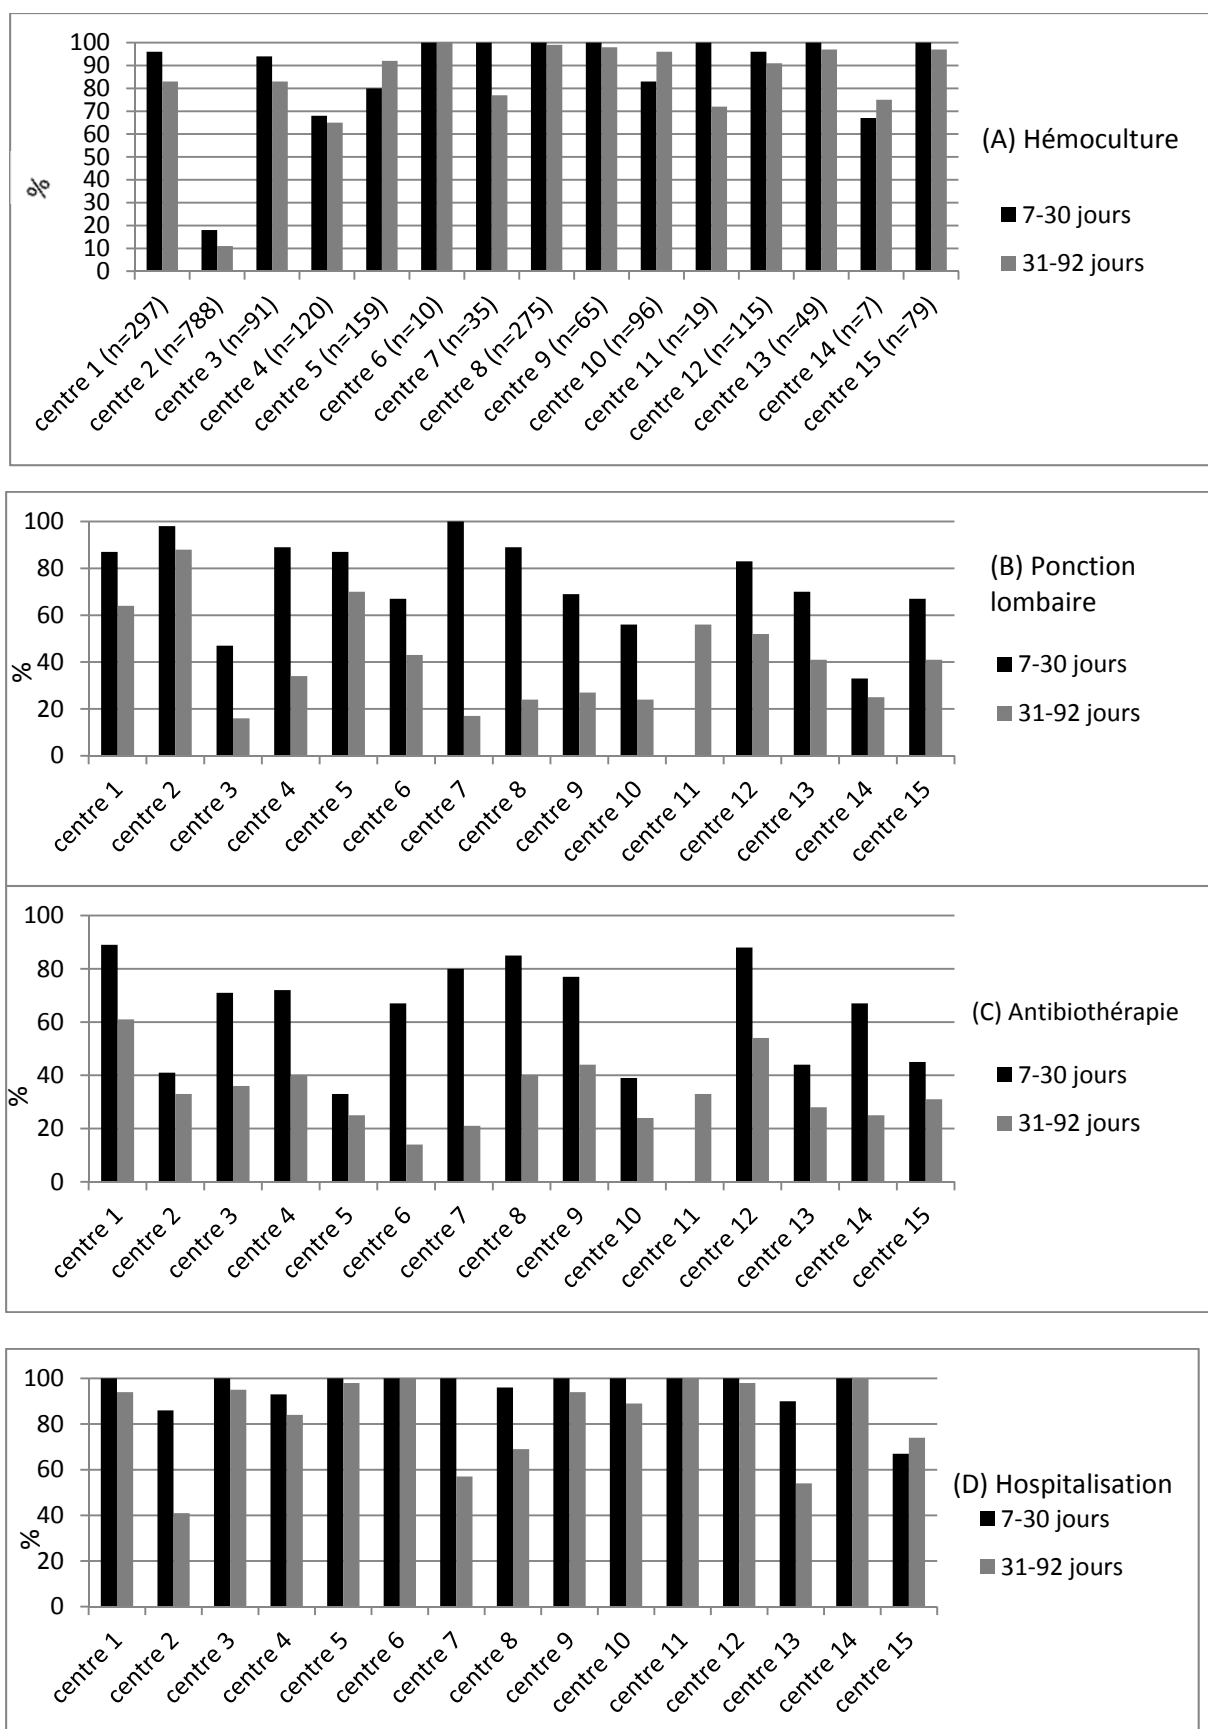 100
90
80
70
60
50
40
30
20
10
0
%
centre 1 (n=297)
centre 2 (n=788)
centre 3 (n=91)
centre 4 (n=120)
centre 5 (n=159)
centre 6 (n=10)
centre 7 (n=35)
centre 8 (n=275)
centre 9 (n=65)
centre 10 (n=96)
centre 11 (n=19)
centre 12 (n=115)
centre 13 (n=49)
centre 14 (n=7)
centre 15 (n=79)
(A) Hémoculture
7-30 jours
31-92 jours
100
80
60
40
20
0
%
centre 1
centre 2
centre 3
centre 4
centre 5
centre 6
centre 7
centre 8
centre 9
centre 10
centre 11
centre 12
centre 13
centre 14
centre 15
(B) Ponction
lombaire
7-30 jours
31-92 jours
100
80
60
40
20
0
%
centre 1
centre 2
centre 3
centre 4
centre 5
centre 6
centre 7
centre 8
centre 9
centre 10
centre 11
centre 12
centre 13
centre 14
centre 15
(C) Antibiothérapie
7-30 jours
31-92 jours
100
80
60
40
20
0
%
centre 1
centre 2
centre 3
centre 4
centre 5
centre 6
centre 7
centre 8
centre 9
centre 10
centre 11
centre 12
centre 13
centre 14
centre 15
(D) Hospitalisation
7-30 jours
31-92 jours